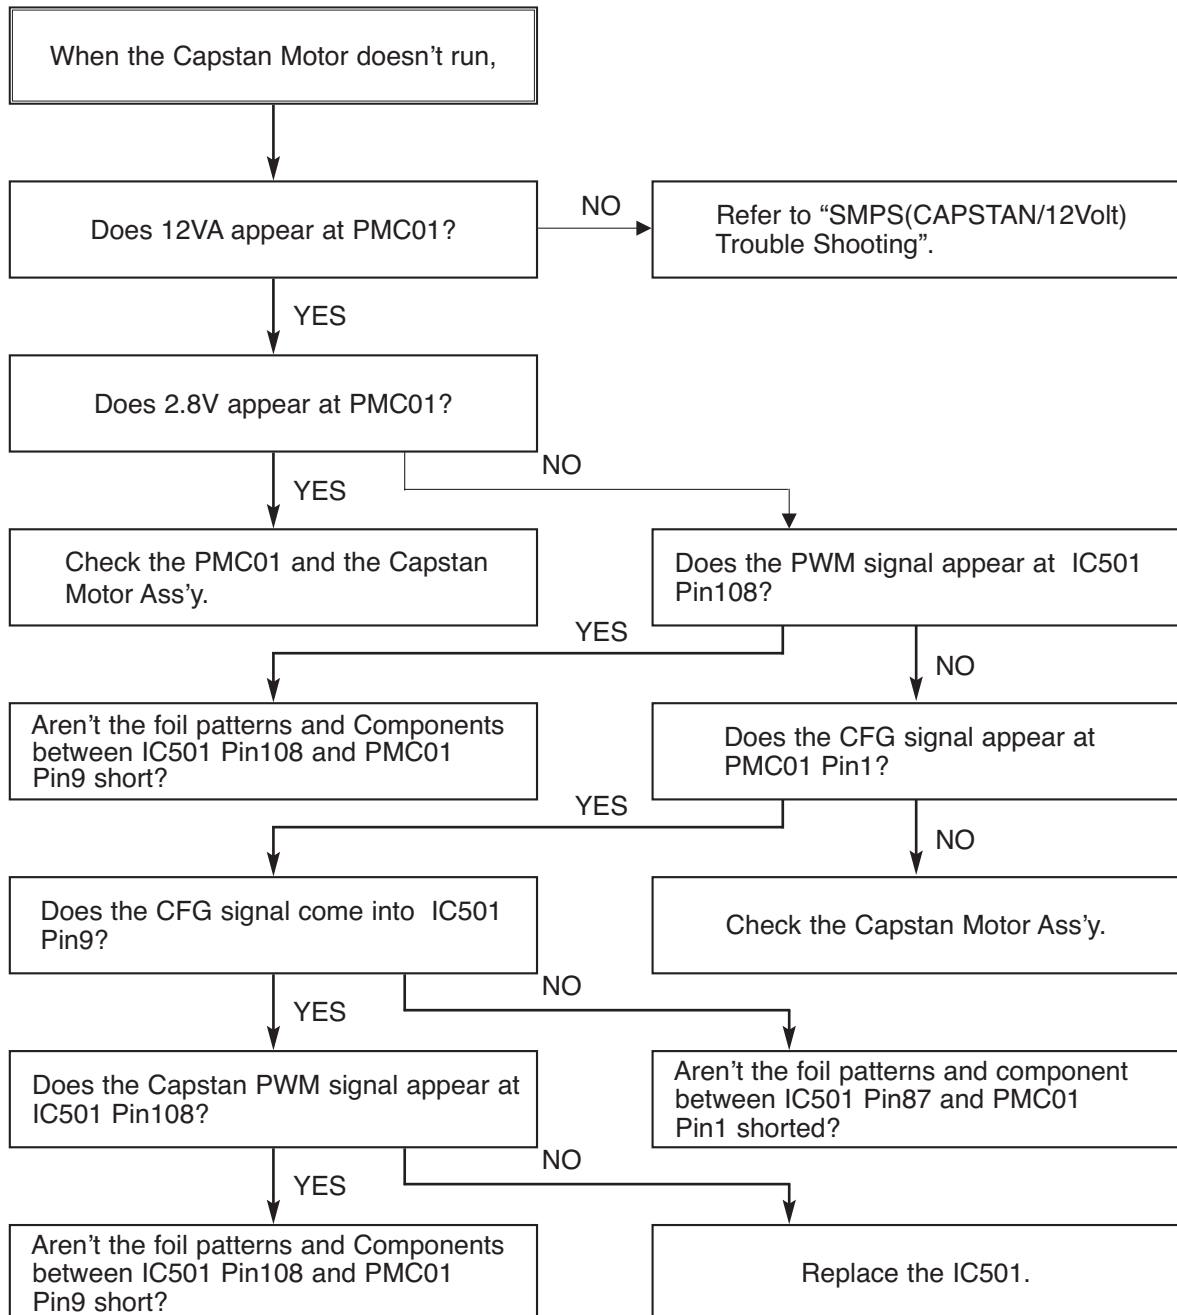 When the Capstan Motor doesn't run,
Does 12VA appear at PMC01?
NO
Refer to “SMPS(CAPSTAN/12Volt)
Trouble Shooting”.
YES
Does 2.8V appear at PMC01?
NO
YES
Check the PMC01 and the Capstan
Motor Ass'y.
Does the PWM signal appear at IC501
Pin108?
YES
NO
Aren't the foil patterns and Components
between IC501 Pin108 and PMC01
Pin9 short?
Does the CFG signal appear at
PMC01 Pin1?
YES
NO
Does the CFG signal come into IC501
Pin9?
Check the Capstan Motor Ass'y.
NO
YES
Does the Capstan PWM signal appear at
IC501 Pin108?
Aren't the foil patterns and component
between IC501 Pin87 and PMC01
Pin1 shorted?
NO
YES
Aren't the foil patterns and Components
between IC501 Pin108 and PMC01
Pin9 short?
Replace the IC501.